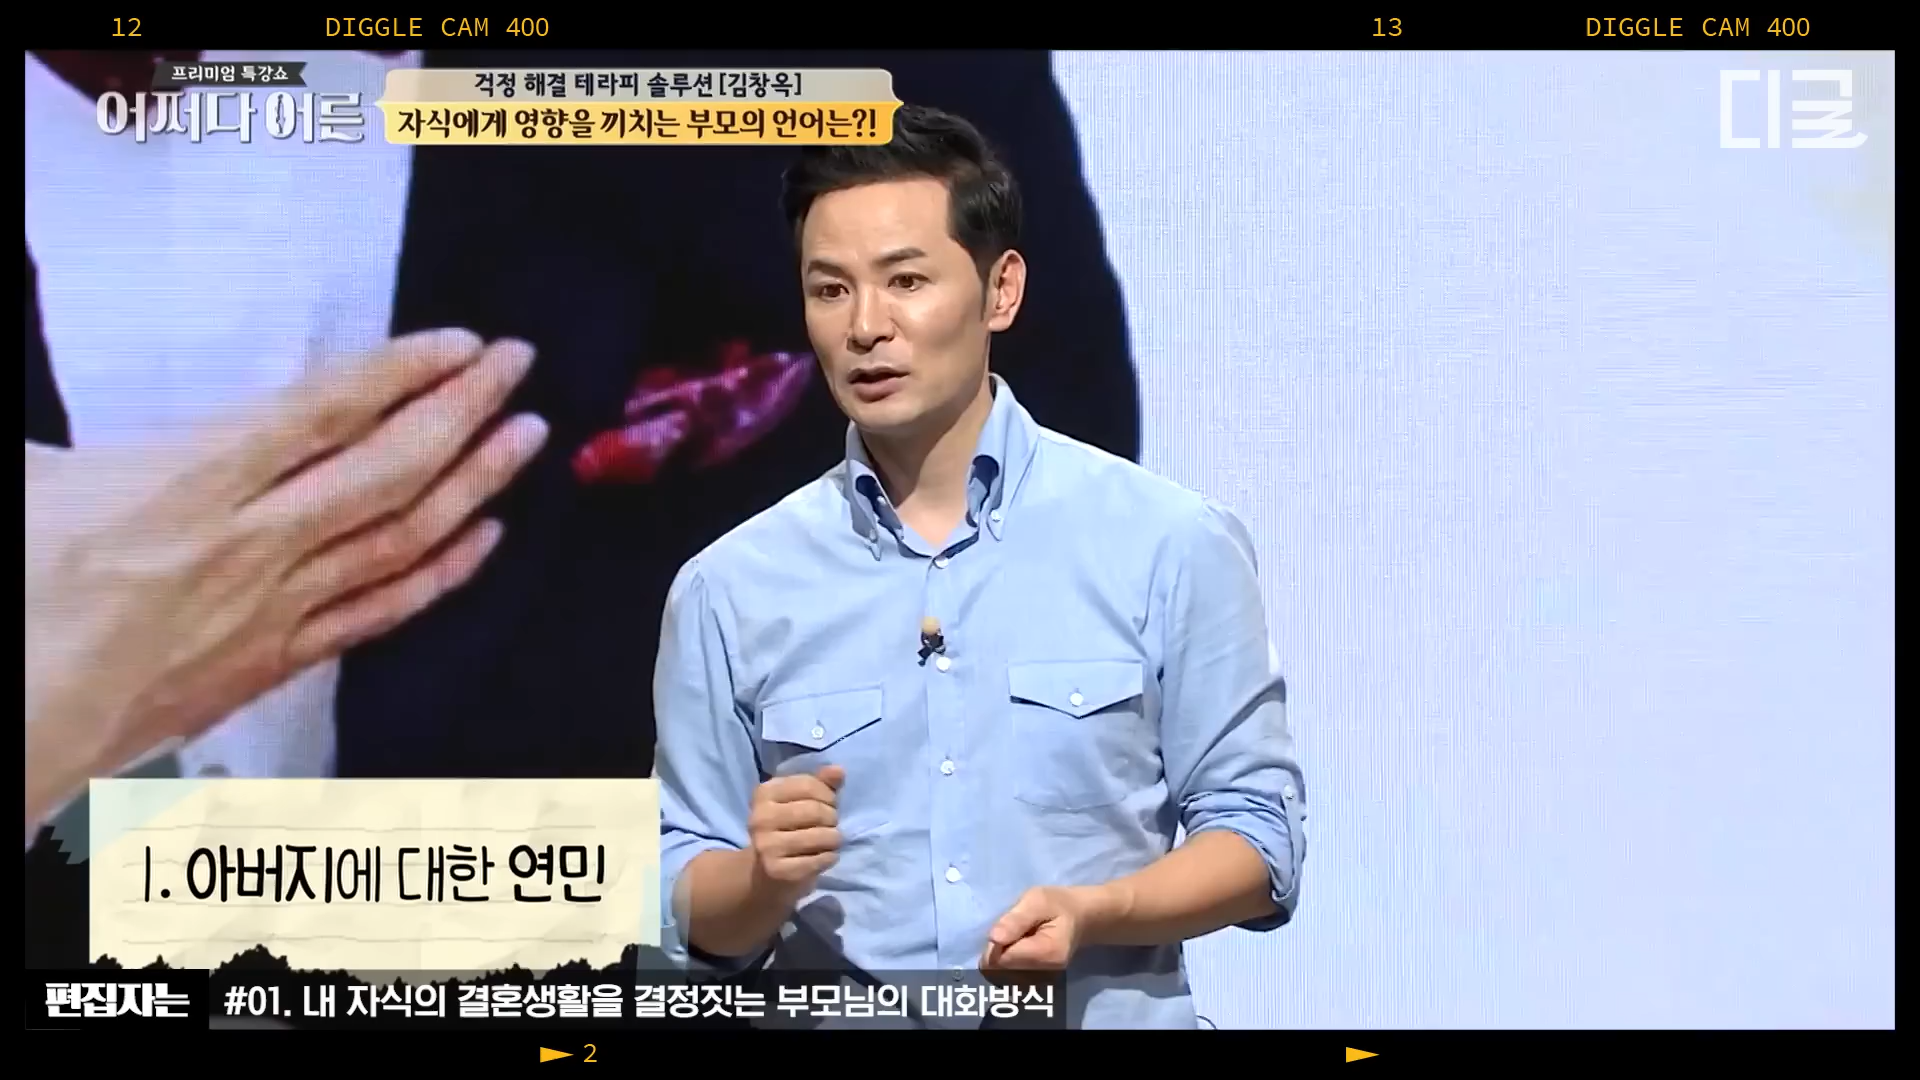 12 DIGGLE CAM 400 13 DIGGLE CAM 400
프리미엄 특강쇼
어쩌다 어른
걱정 해결 테라피 솔루션[김창옥]
자식에게 영향을 끼치는 부모의 언어는?!
디글
1. 아버지에 대한 연민
편집자는
#01. 내 자식의 결혼생활을 결정짓는 부모님의 대화방식
2